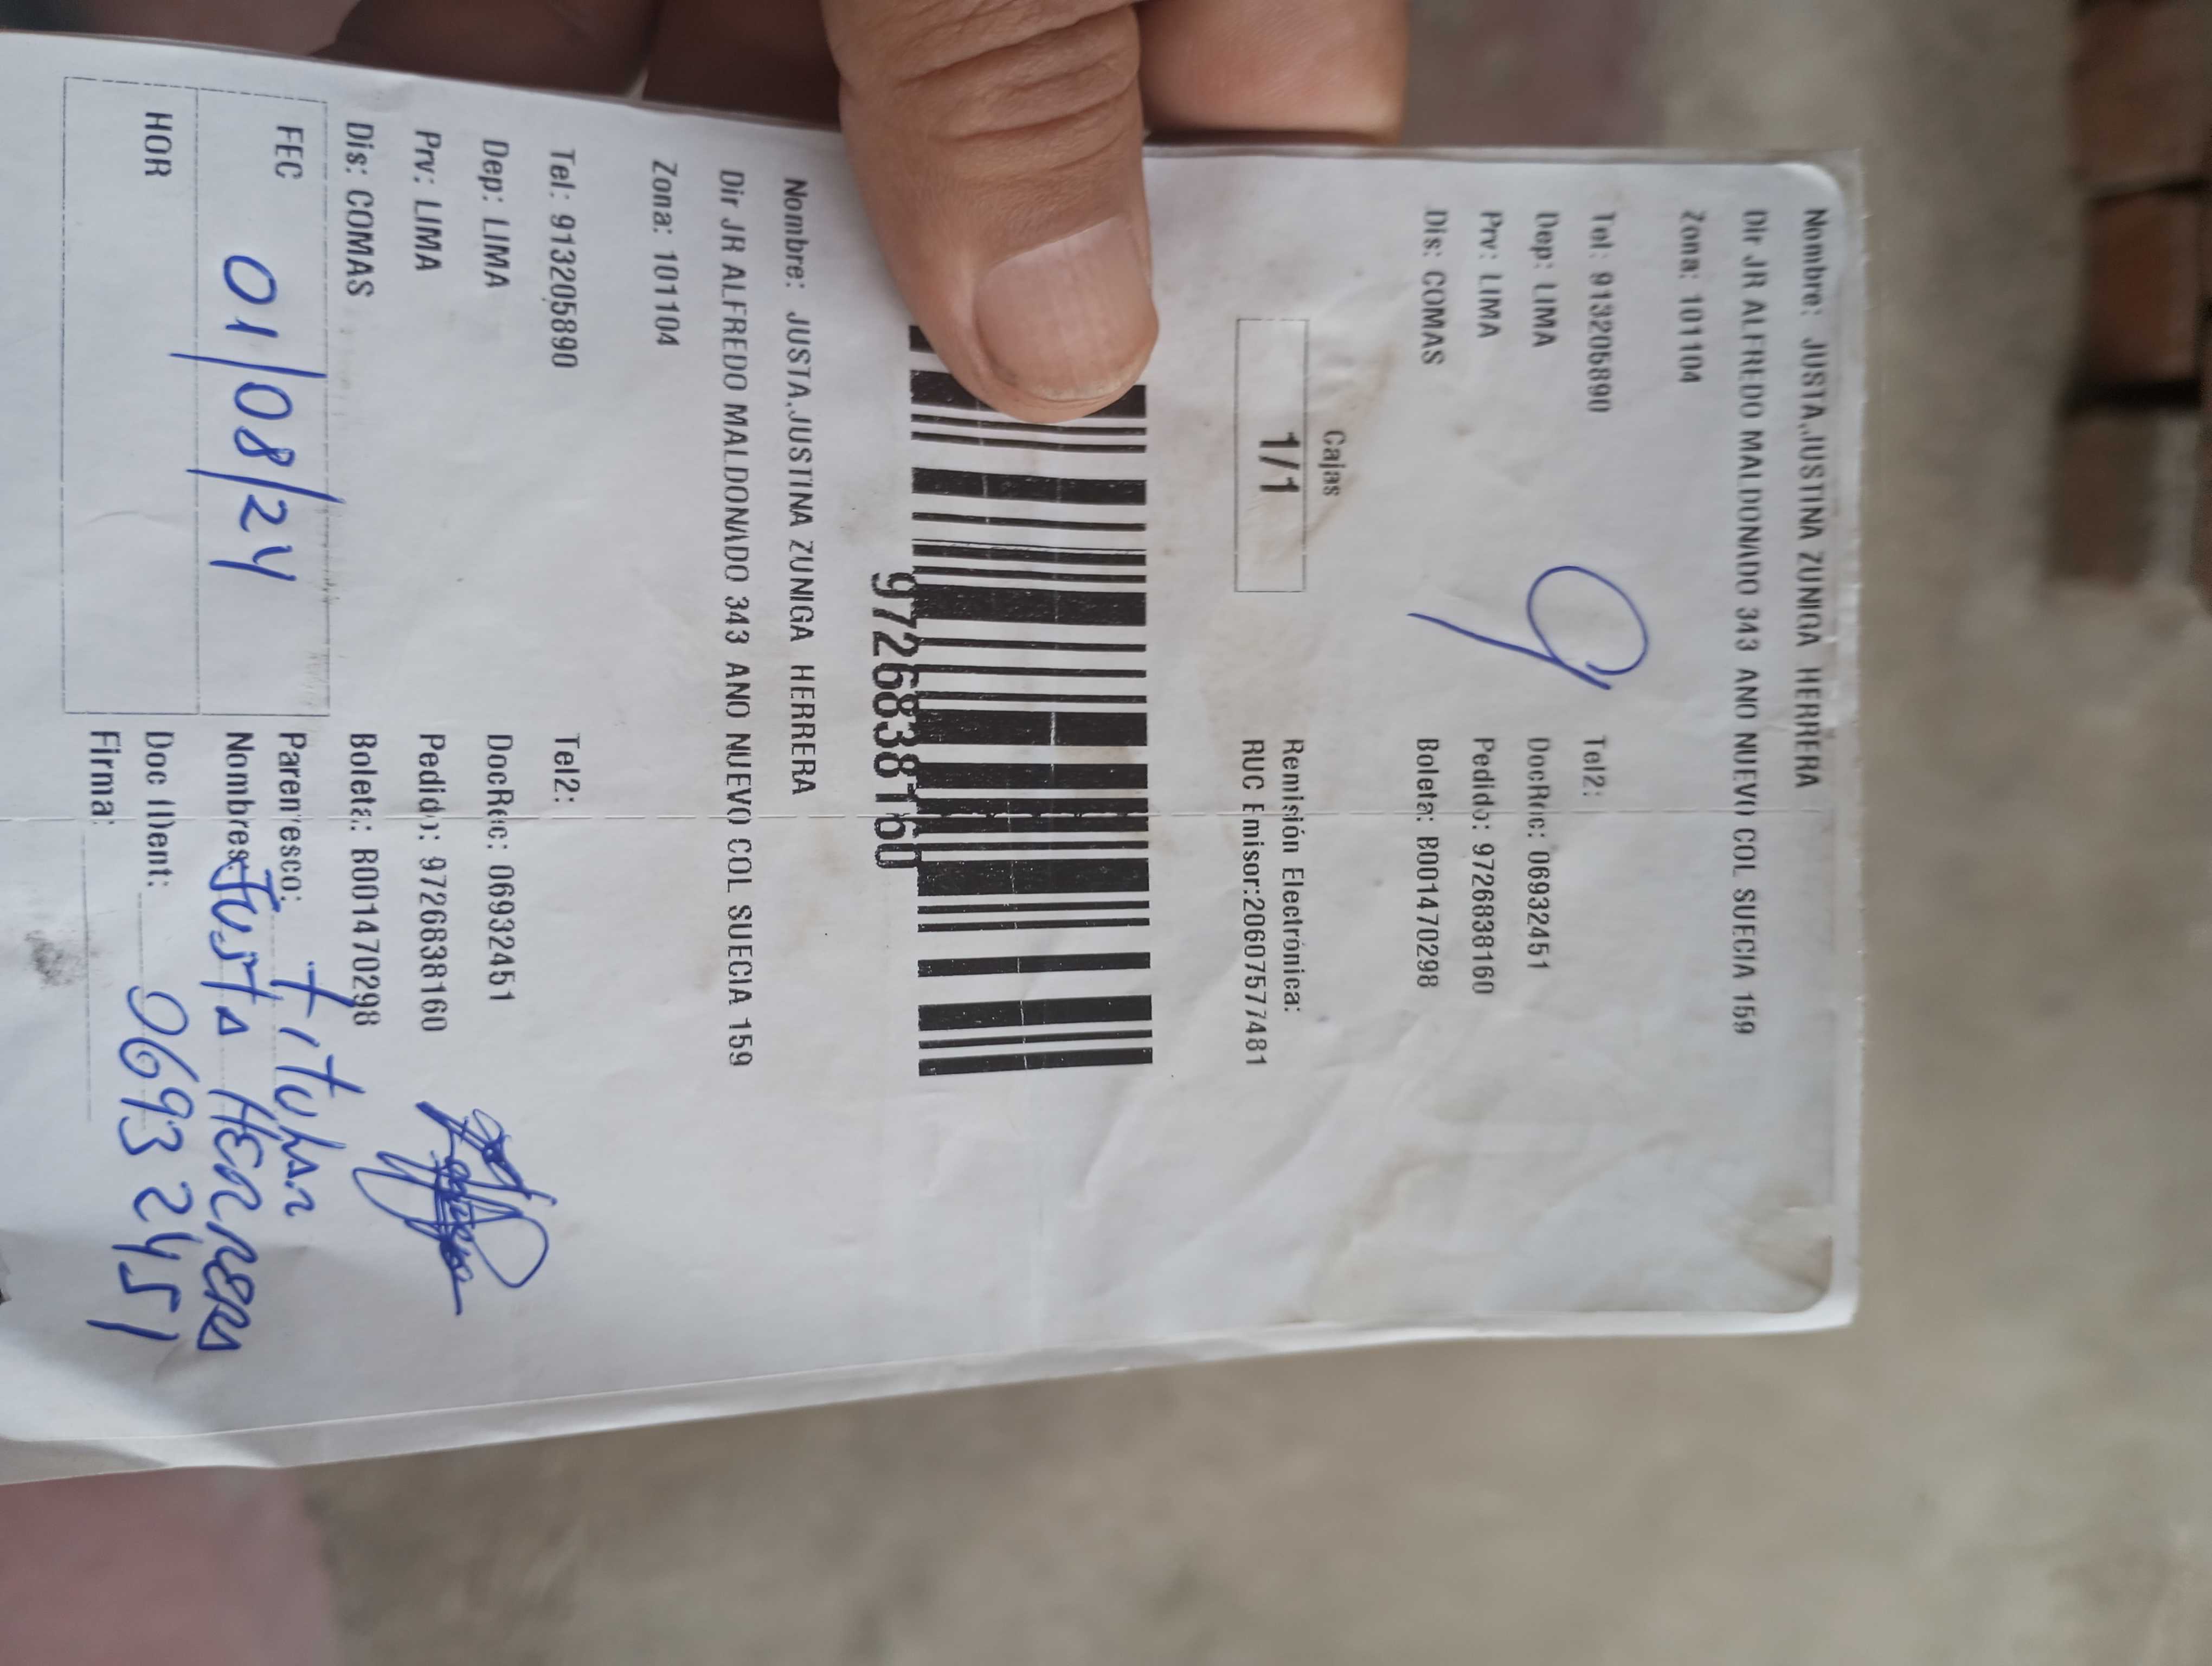 Nombre: JUSTA,JUSTINA ZUNIGA HERRERA
Dir JR ALFREDO MALDONADO 343 ANO NUEVO COL SUECIA 159
Zona: 101104
Tel: 913205890 Tel2:
Dep: LIMA DocRec: 06932451
Prv: LIMA Pedido: 9726838160
Dis: COMAS Boleta: B001470298
Cajas
1/1
Remisión Electrónica:
RUC Emisor:20607577481
9726838160
Nombre: JUSTA,JUSTINA ZUNIGA HERRERA
Dir JR ALFREDO MALDONADO 343 ANO NUEVO COL SUECIA 159
Zona: 101104
Tel: 913205890 Tel2:
Dep: LIMA DocRec: 06932451
Prv: LIMA Pedido: 9726838160
Dis: COMAS Boleta: B001470298
FEC 01/08/24 Parentesco: Titular
Nombres Justa Herrera
HOR Doc IDent: 06932451
Firma: